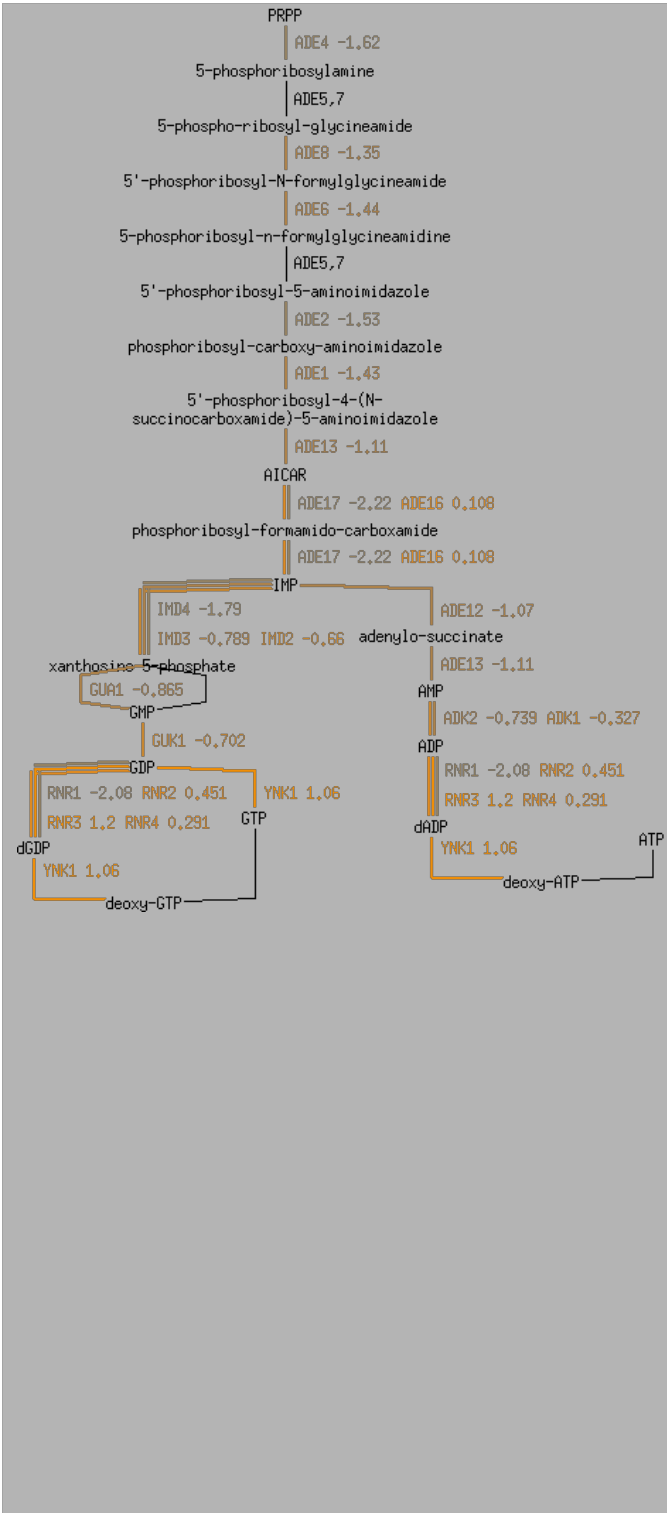 PRPP
ADE4 -1.62
5-phosphoribosylamine
ADE5,7
5-phospho-ribosyl-glycineamide
ADE8 -1.35
5'-phosphoribosyl-N-formylglycineamide
ADE6 -1.44
5-phosphoribosyl-n-formylglycineamidine
ADE5,7
5'-phosphoribosyl-5-aminoimidazole
ADE2 -1.53
phosphoribosyl-carboxy-aminoimidazole
ADE1 -1.43
5'-phosphoribosyl-4-(N-
succinocarboxamide)-5-aminoimidazole
ADE13 -1.11
AICAR
ADE17 -2.22 ADE16 0.108
phosphoribosyl-formamido-carboxamide
ADE17 -2.22 ADE16 0.108
IMP
IMD4 -1.79 ADE12 -1.07
IMD3 -0.789 IMD2 -0.66 adenylo-succinate
xanthosine-5-phosphate ADE13 -1.11
GUA1 -0.865 AMP
GMP ADK2 -0.739 ADK1 -0.327
GUK1 -0.702 ADP
GDP RNR1 -2.08 RNR2 0.451
RNR1 -2.08 RNR2 0.451 YNK1 1.06 RNR3 1.2 RNR4 0.291
RNR3 1.2 RNR4 0.291 GTP dADP
dGDP YNK1 1.06 ATP
YNK1 1.06 deoxy-ATP
deoxy-GTP